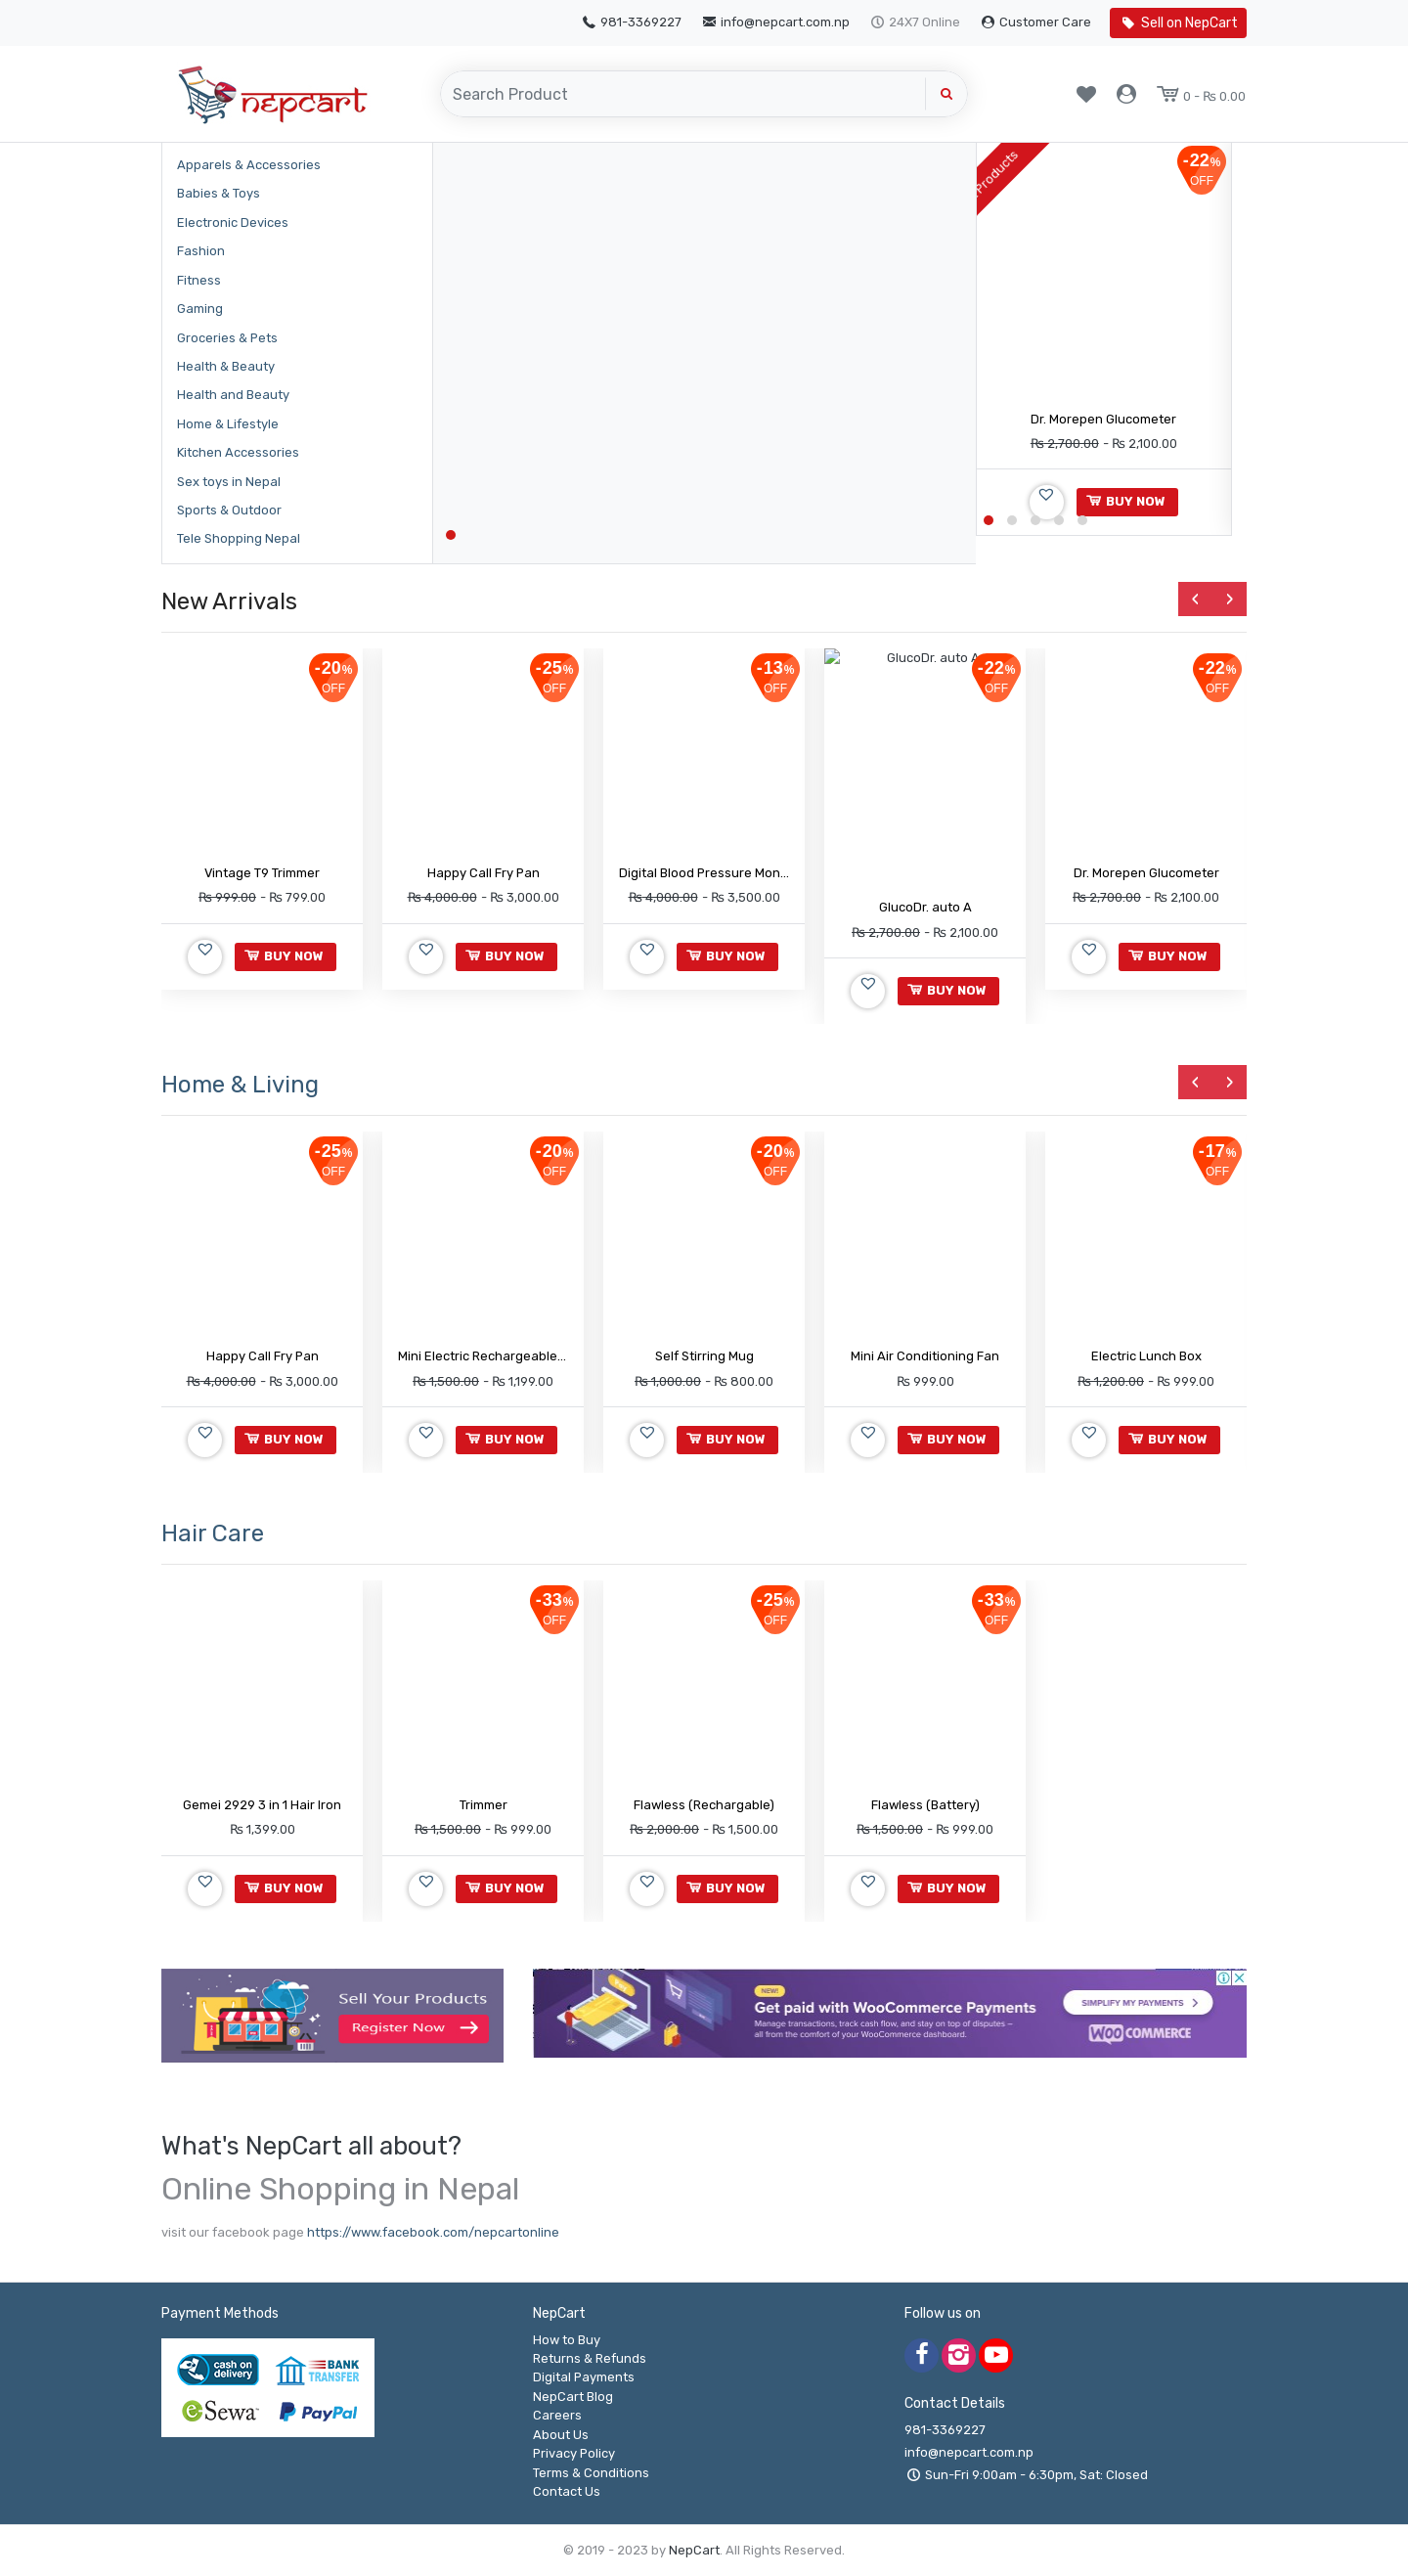 981-3369227 info@nepcart.com.np 24X7 Online Customer Care Sell on NepCart
nepcart
Search Product
0 - ₨ 0.00
Apparels & Accessories
Babies & Toys
Electronic Devices
Fashion
Fitness
Gaming
Groceries & Pets
Health & Beauty
Health and Beauty
Home & Lifestyle
Kitchen Accessories
Sex toys in Nepal
Sports & Outdoor
Tele Shopping Nepal
Products
-22%
OFF
Dr. Morepen Glucometer
₨ 2,700.00 - ₨ 2,100.00
BUY NOW
New Arrivals
-20%
OFF
Vintage T9 Trimmer
₨ 999.00 - ₨ 799.00
BUY NOW
-25%
OFF
Happy Call Fry Pan
₨ 4,000.00 - ₨ 3,000.00
BUY NOW
-13%
OFF
Digital Blood Pressure Mon...
₨ 4,000.00 - ₨ 3,500.00
BUY NOW
GlucoDr. auto A
-22%
OFF
GlucoDr. auto A
₨ 2,700.00 - ₨ 2,100.00
BUY NOW
-22%
OFF
Dr. Morepen Glucometer
₨ 2,700.00 - ₨ 2,100.00
BUY NOW
Home & Living
-25%
OFF
Happy Call Fry Pan
₨ 4,000.00 - ₨ 3,000.00
BUY NOW
-20%
OFF
Mini Electric Rechargeable...
₨ 1,500.00 - ₨ 1,199.00
BUY NOW
-20%
OFF
Self Stirring Mug
₨ 1,000.00 - ₨ 800.00
BUY NOW
Mini Air Conditioning Fan
₨ 999.00
BUY NOW
-17%
OFF
Electric Lunch Box
₨ 1,200.00 - ₨ 999.00
BUY NOW
Hair Care
Gemei 2929 3 in 1 Hair Iron
₨ 1,399.00
BUY NOW
-33%
OFF
Trimmer
₨ 1,500.00 - ₨ 999.00
BUY NOW
-25%
OFF
Flawless (Rechargable)
₨ 2,000.00 - ₨ 1,500.00
BUY NOW
-33%
OFF
Flawless (Battery)
₨ 1,500.00 - ₨ 999.00
BUY NOW
Sell Your Products
Register Now
NEW!
Get paid with WooCommerce Payments
Manage transactions, track cash flow, and stay on top of disputes –
all from the comfort of your WooCommerce dashboard.
SIMPLIFY MY PAYMENTS
WOO COMMERCE
What's NepCart all about?
Online Shopping in Nepal
visit our facebook page https://www.facebook.com/nepcartonline
Payment Methods
cash on
delivery
BANK
TRANSFER
eSewa
PayPal
NepCart
How to Buy
Returns & Refunds
Digital Payments
NepCart Blog
Careers
About Us
Privacy Policy
Terms & Conditions
Contact Us
Follow us on
Contact Details
981-3369227
info@nepcart.com.np
Sun-Fri 9:00am - 6:30pm, Sat: Closed
© 2019 - 2023 by NepCart. All Rights Reserved.